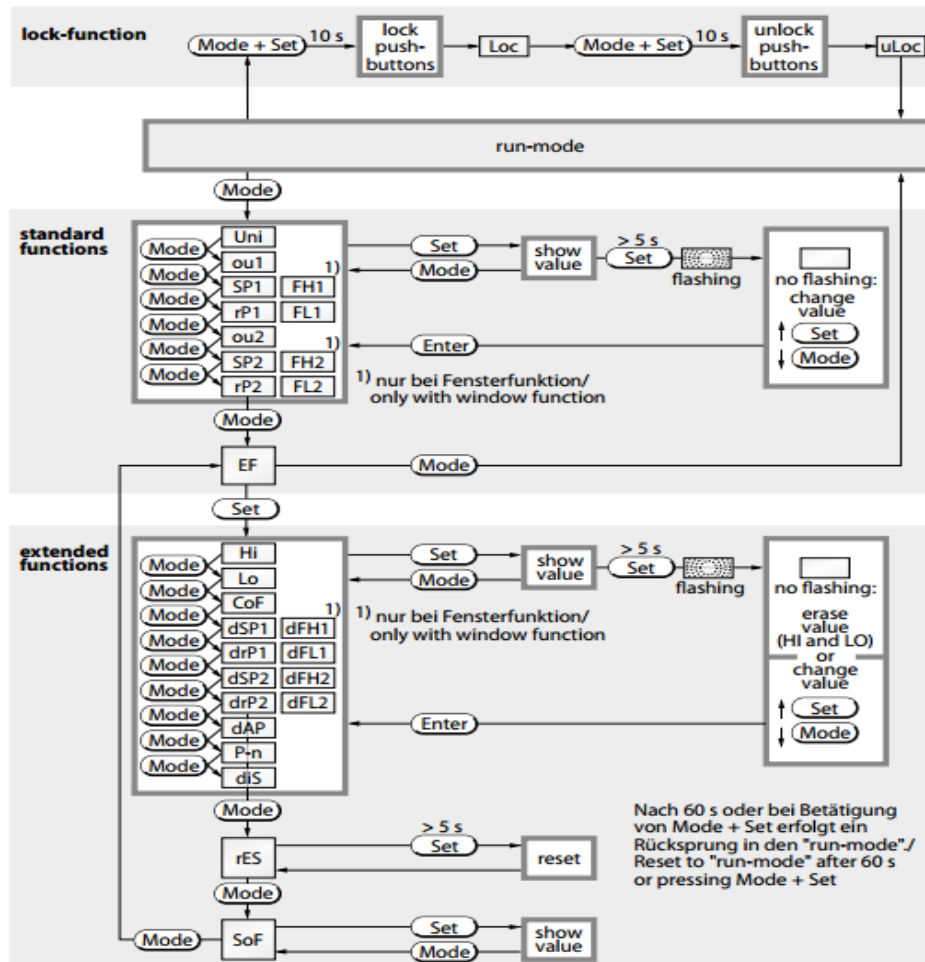 lock-function
Mode + Set
10 s
lock
push-
buttons
Loc
Mode + Set
10 s
unlock
push-
buttons
uLoc
run-mode
Mode
standard
functions
Mode
Mode
Mode
Mode
Mode
Mode
Uni
ou1
1)
SP1 FH1
rP1 FL1
ou2
1)
SP2 FH2
rP2 FL2
Set
Mode
show
value
> 5 s
Set
flashing
no flashing:
change
value
Set
Mode
Enter
1) nur bei Fensterfunktion/
only with window function
Mode
EF
Mode
Set
extended
functions
Mode
Mode
Mode
Mode
Mode
Mode
Mode
Mode
Mode
Hi
Lo
CoF
1)
dSP1 dFH1
drP1 dFL1
dSP2 dFH2
drP2 dFL2
dAP
P-n
diS
Set
Mode
show
value
> 5 s
Set
flashing
no flashing:
erase
value
(HI and LO)
or
change
value
Set
Mode
1) nur bei Fensterfunktion/
only with window function
Enter
Mode
rES
> 5 s
Set
reset
Mode
SoF
Mode
Set
Mode
show
value
Nach 60 s oder bei Betätigung
von Mode + Set erfolgt ein
Rücksprung in den "run-mode"./
Reset to "run-mode" after 60 s
or pressing Mode + Set